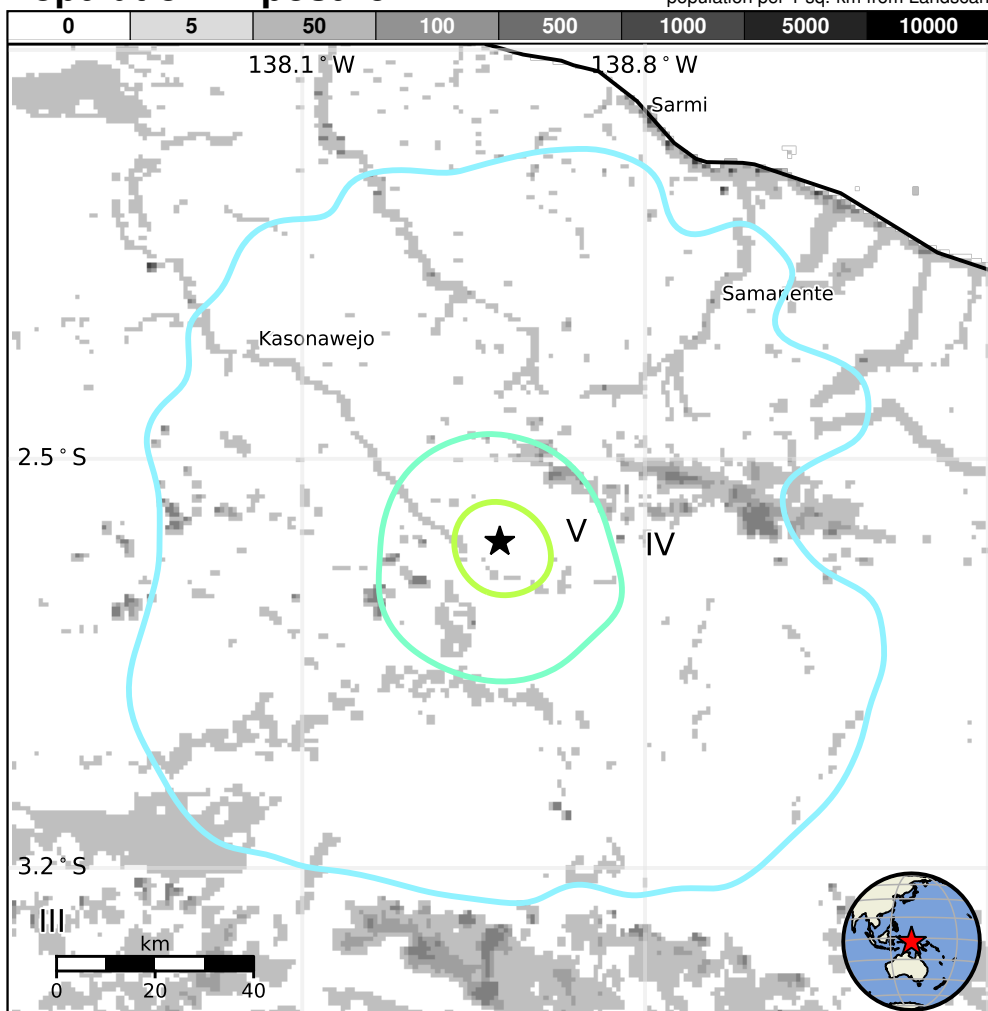 population per 1 sq. km from Landscan
0 5 50 100 500 1000 5000 10000
138.1°W 138.8°W
Sarmi
Samanente
Kasonawejo
2.5°S
V
IV
3.2°S
III
km
0 20 40